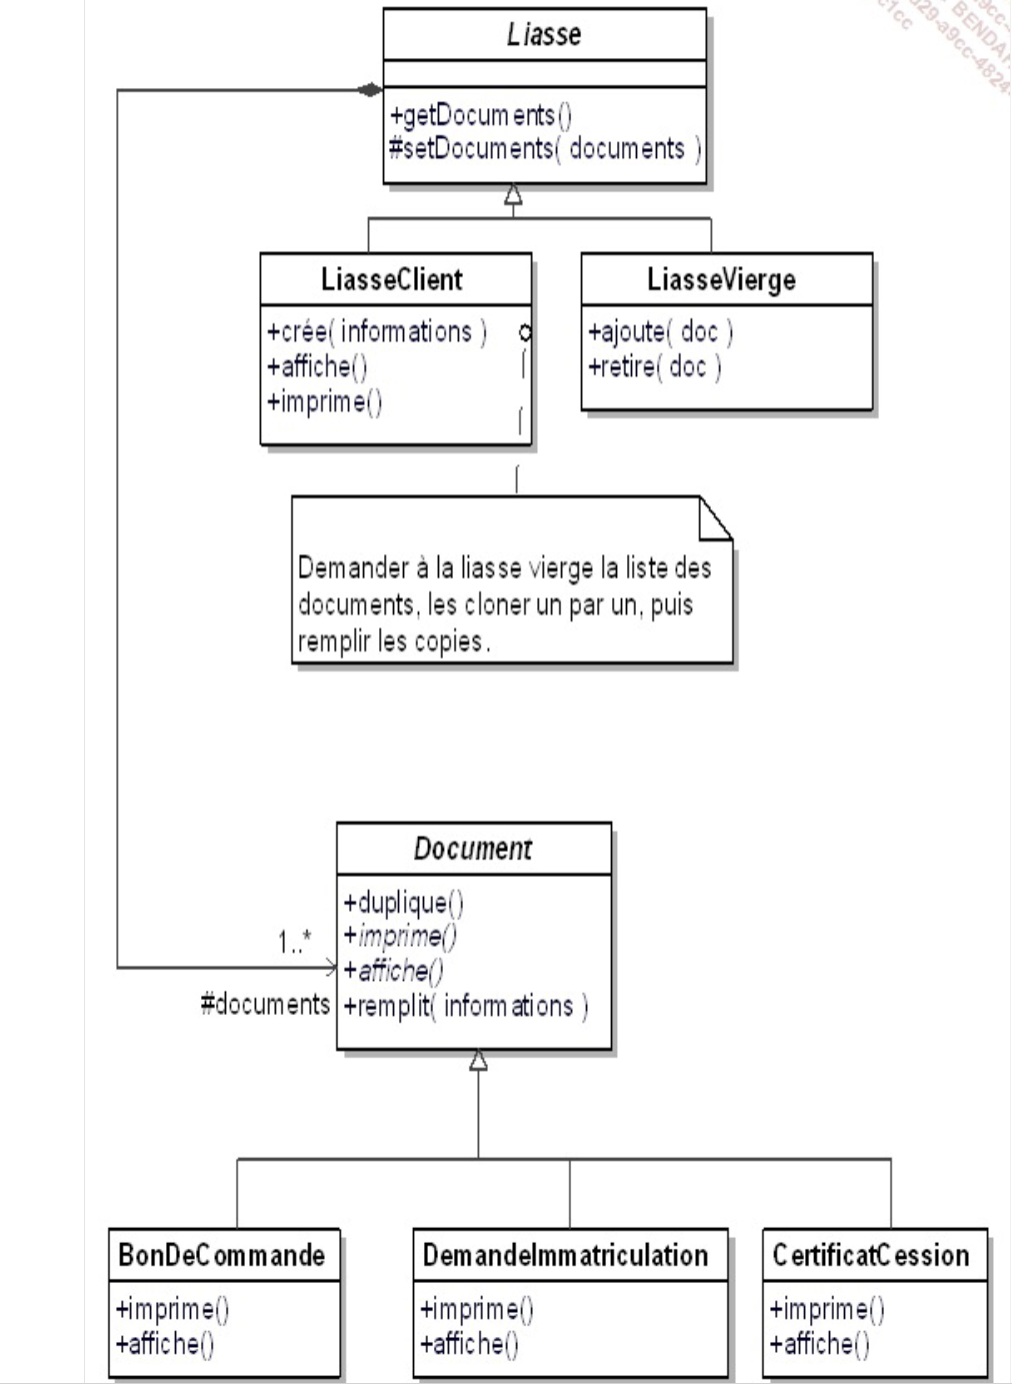 Liasse
+getDocuments()
#setDocuments( documents )
LiasseClient
+crée( informations )
+affiche()
+imprime()
LiasseVierge
+ajoute( doc )
+retire( doc )
Demander à la liasse vierge la liste des
documents, les cloner un par un, puis
remplir les copies.
Document
+duplique()
+imprime()
+affiche()
+remplit( informations )
1..*
#documents
BonDeCommande
+imprime()
+affiche()
DemandeImmatriculation
+imprime()
+affiche()
CertificatCession
+imprime()
+affiche()